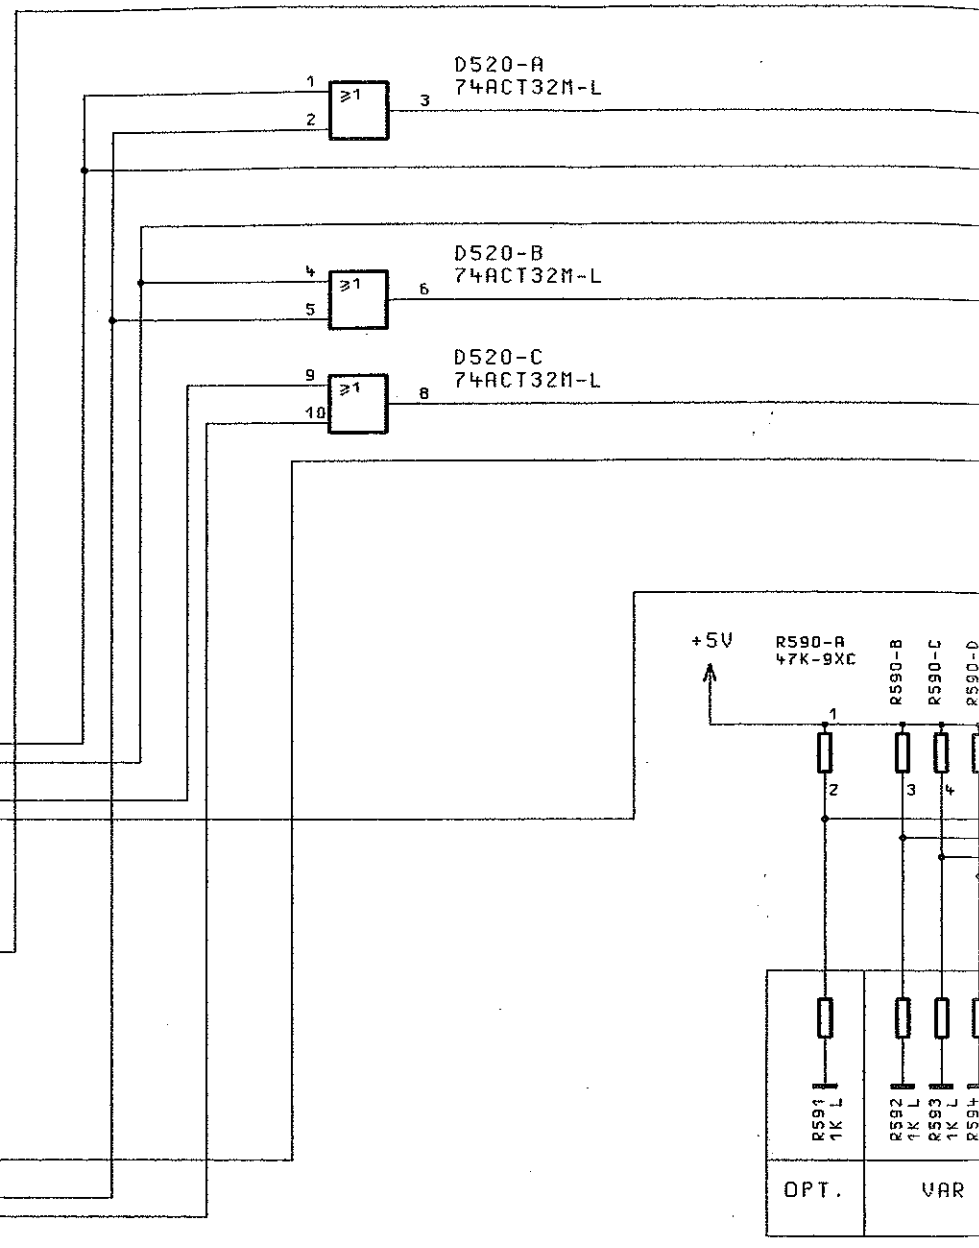 D520-A
74ACT32M-L
1
≥1
3
2
D520-B
74ACT32M-L
4
≥1
6
5
D520-C
74ACT32M-L
9
≥1
8
10
+5V
R590-A
47K-9XC
R590-B
R590-C
R590-D
1
2
3
4
R591
1K L
R592
1K L
R593
1K L
R594
OPT.
VAR